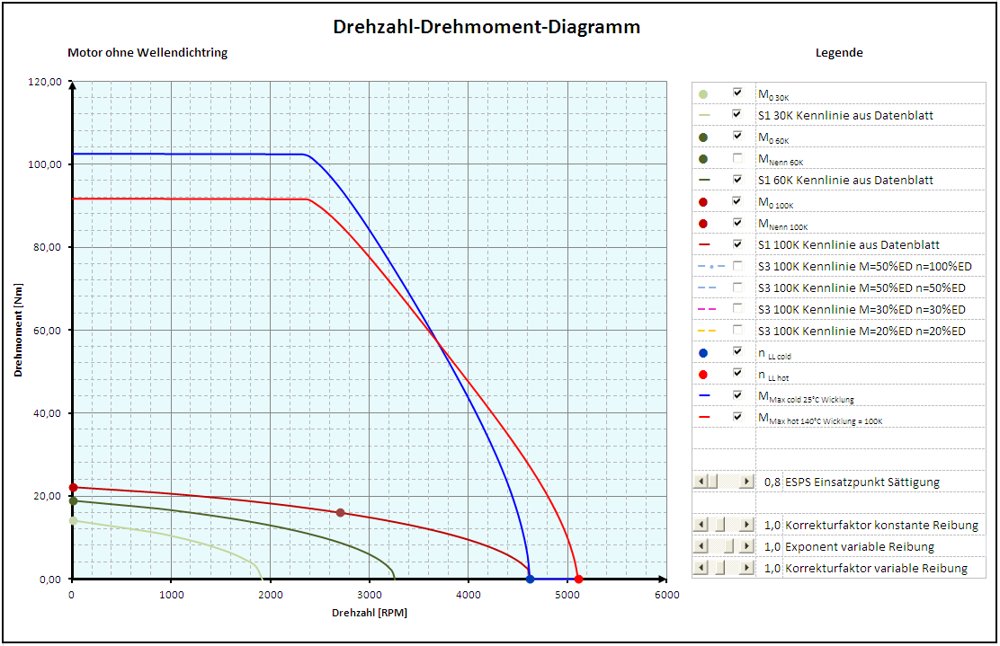 Drehzahl-Drehmoment-Diagramm
Motor ohne Wellendichtring
Legende
120,00
100,00
80,00
60,00
40,00
20,00
0,00
Drehmoment [Nm]
0 1000 2000 3000 4000 5000 6000
Drehzahl [RPM]
M0 30K
S1 30K Kennlinie aus Datenblatt
M0 60K
MNenn 60K
S1 60K Kennlinie aus Datenblatt
M0 100K
MNenn 100K
S1 100K Kennlinie aus Datenblatt
S3 100K Kennlinie M=50%ED n=100%ED
S3 100K Kennlinie M=50%ED n=50%ED
S3 100K Kennlinie M=30%ED n=30%ED
S3 100K Kennlinie M=20%ED n=20%ED
n LL cold
n LL hot
MMax cold 25°C Wicklung
MMax hot 140°C Wicklung = 100K
0,8 ESPS Einsatzpunkt Sättigung
1,0 Korrekturfaktor konstante Reibung
1,0 Exponent variable Reibung
1,0 Korrekturfaktor variable Reibung